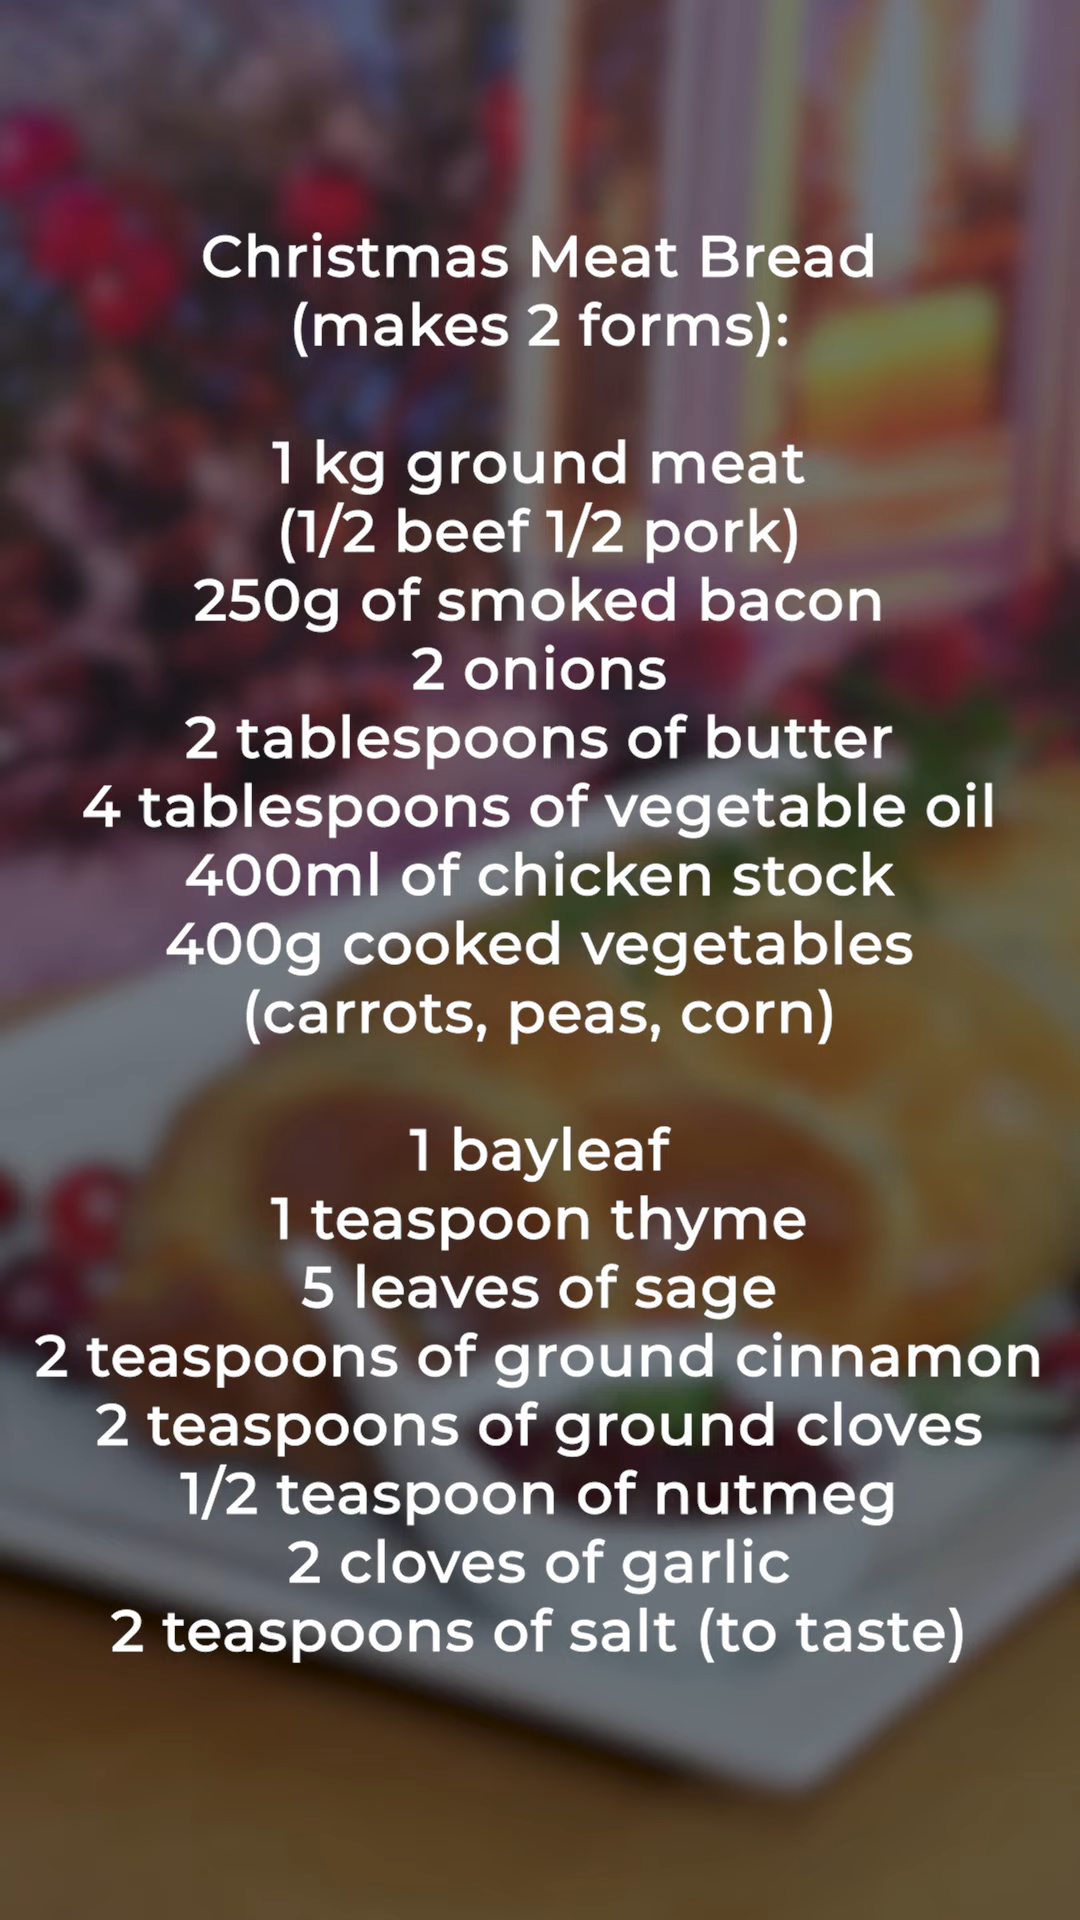 Christmas Meat Bread
(makes 2 forms):
1 kg ground meat
(1/2 beef 1/2 pork)
250g of smoked bacon
2 onions
2 tablespoons of butter
4 tablespoons of vegetable oil
400ml of chicken stock
400g cooked vegetables
(carrots, peas, corn)
1 bayleaf
1 teaspoon thyme
5 leaves of sage
2 teaspoons of ground cinnamon
2 teaspoons of ground cloves
1/2 teaspoon of nutmeg
2 cloves of garlic
2 teaspoons of salt (to taste)